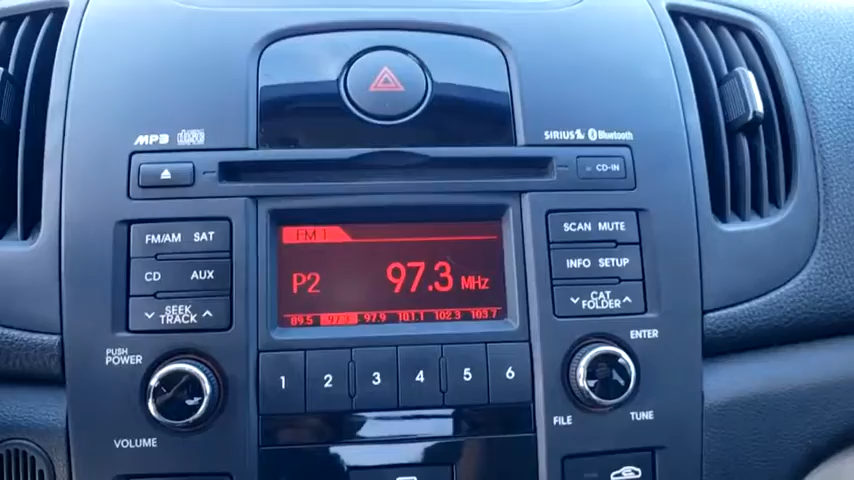 MP3
SIRIUS Bluetooth
CD-IN
FM/AM SAT
CD AUX
SEEK
TRACK
FM 1
P2 97.3 MHz
89.5 97.3 97.9 101.1 102.3 103.7
SCAN MUTE
INFO SETUP
CAT
FOLDER
PUSH
POWER
VOLUME
1 2 3 4 5 6
ENTER
FILE
TUNE